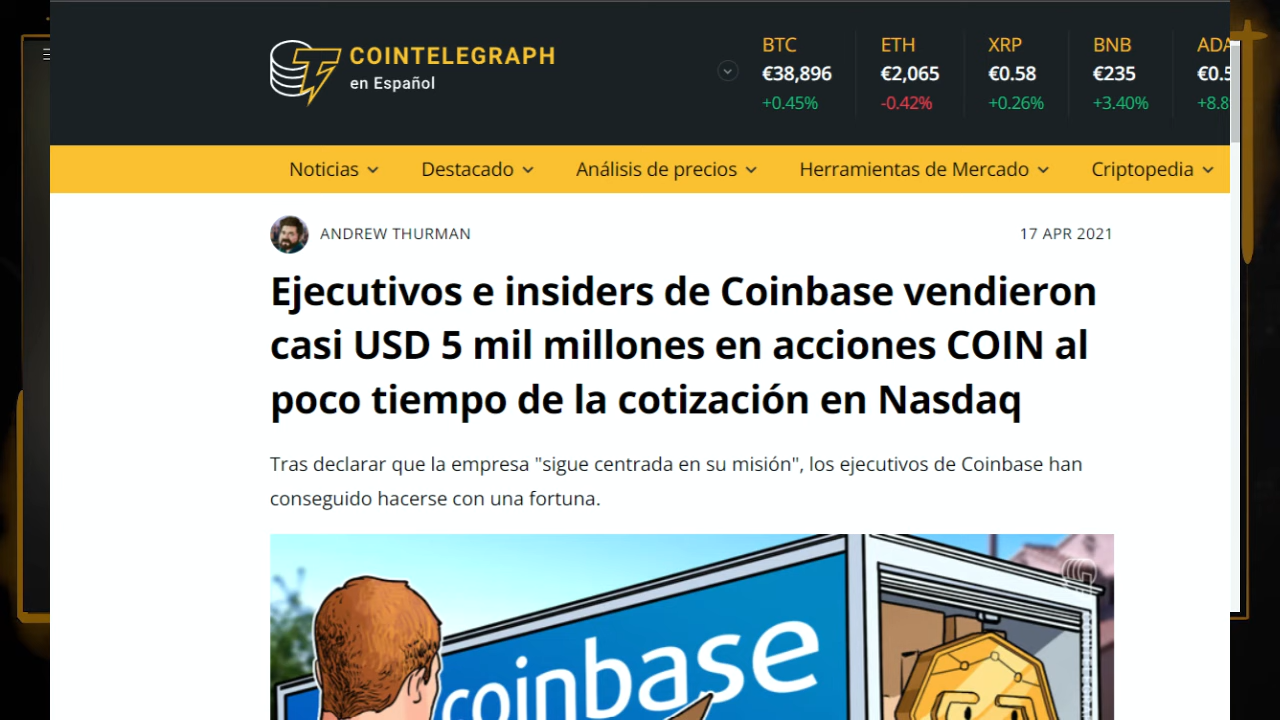 COINTELEGRAPH
en Español
BTC
€38,896
+0.45%
ETH
€2,065
-0.42%
XRP
€0.58
+0.26%
BNB
€235
+3.40%
ADA
€0.5
+8.8
Noticias
Destacado
Análisis de precios
Herramientas de Mercado
Criptopedia
ANDREW THURMAN
17 APR 2021
Ejecutivos e insiders de Coinbase vendieron
casi USD 5 mil millones en acciones COIN al
poco tiempo de la cotización en Nasdaq
Tras declarar que la empresa "sigue centrada en su misión", los ejecutivos de Coinbase han
conseguido hacerse con una fortuna.
coinbase